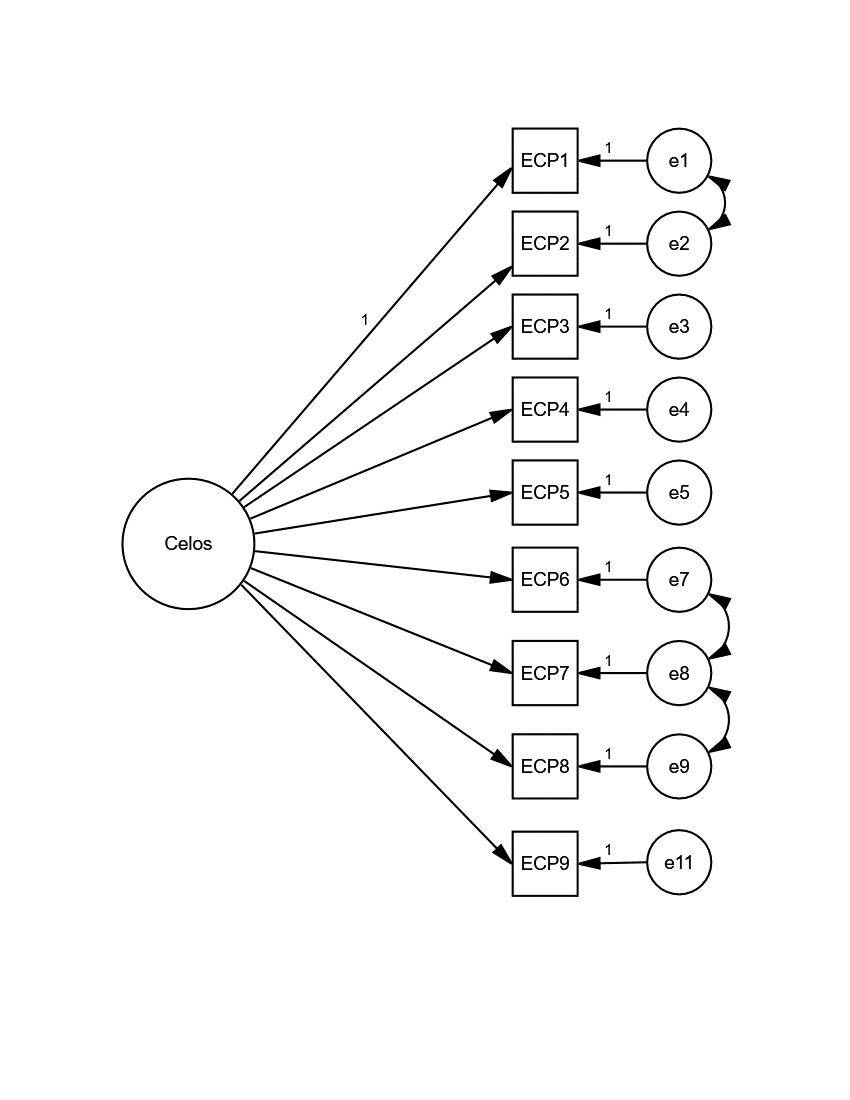 ECP1 1 e1
ECP2 1 e2
1 ECP3 1 e3
ECP4 1 e4
ECP5 1 e5
Celos
ECP6 1 e7
ECP7 1 e8
ECP8 1 e9
ECP9 1 e11